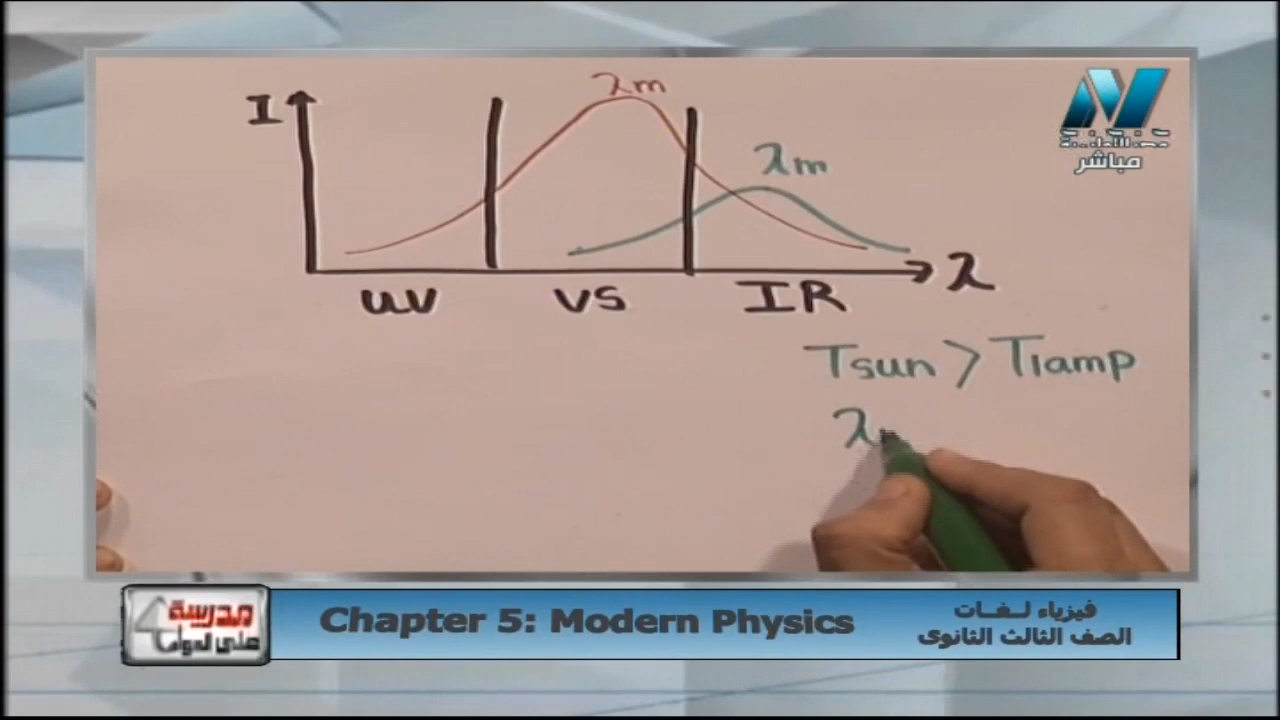 λm
I
λm
λ
UV VS IR
Tsun > Tlamp
λ
مباشر
مدرسة
على الهواء
Chapter 5: Modern Physics
فيزياء لغات
الصف الثالث الثانوى